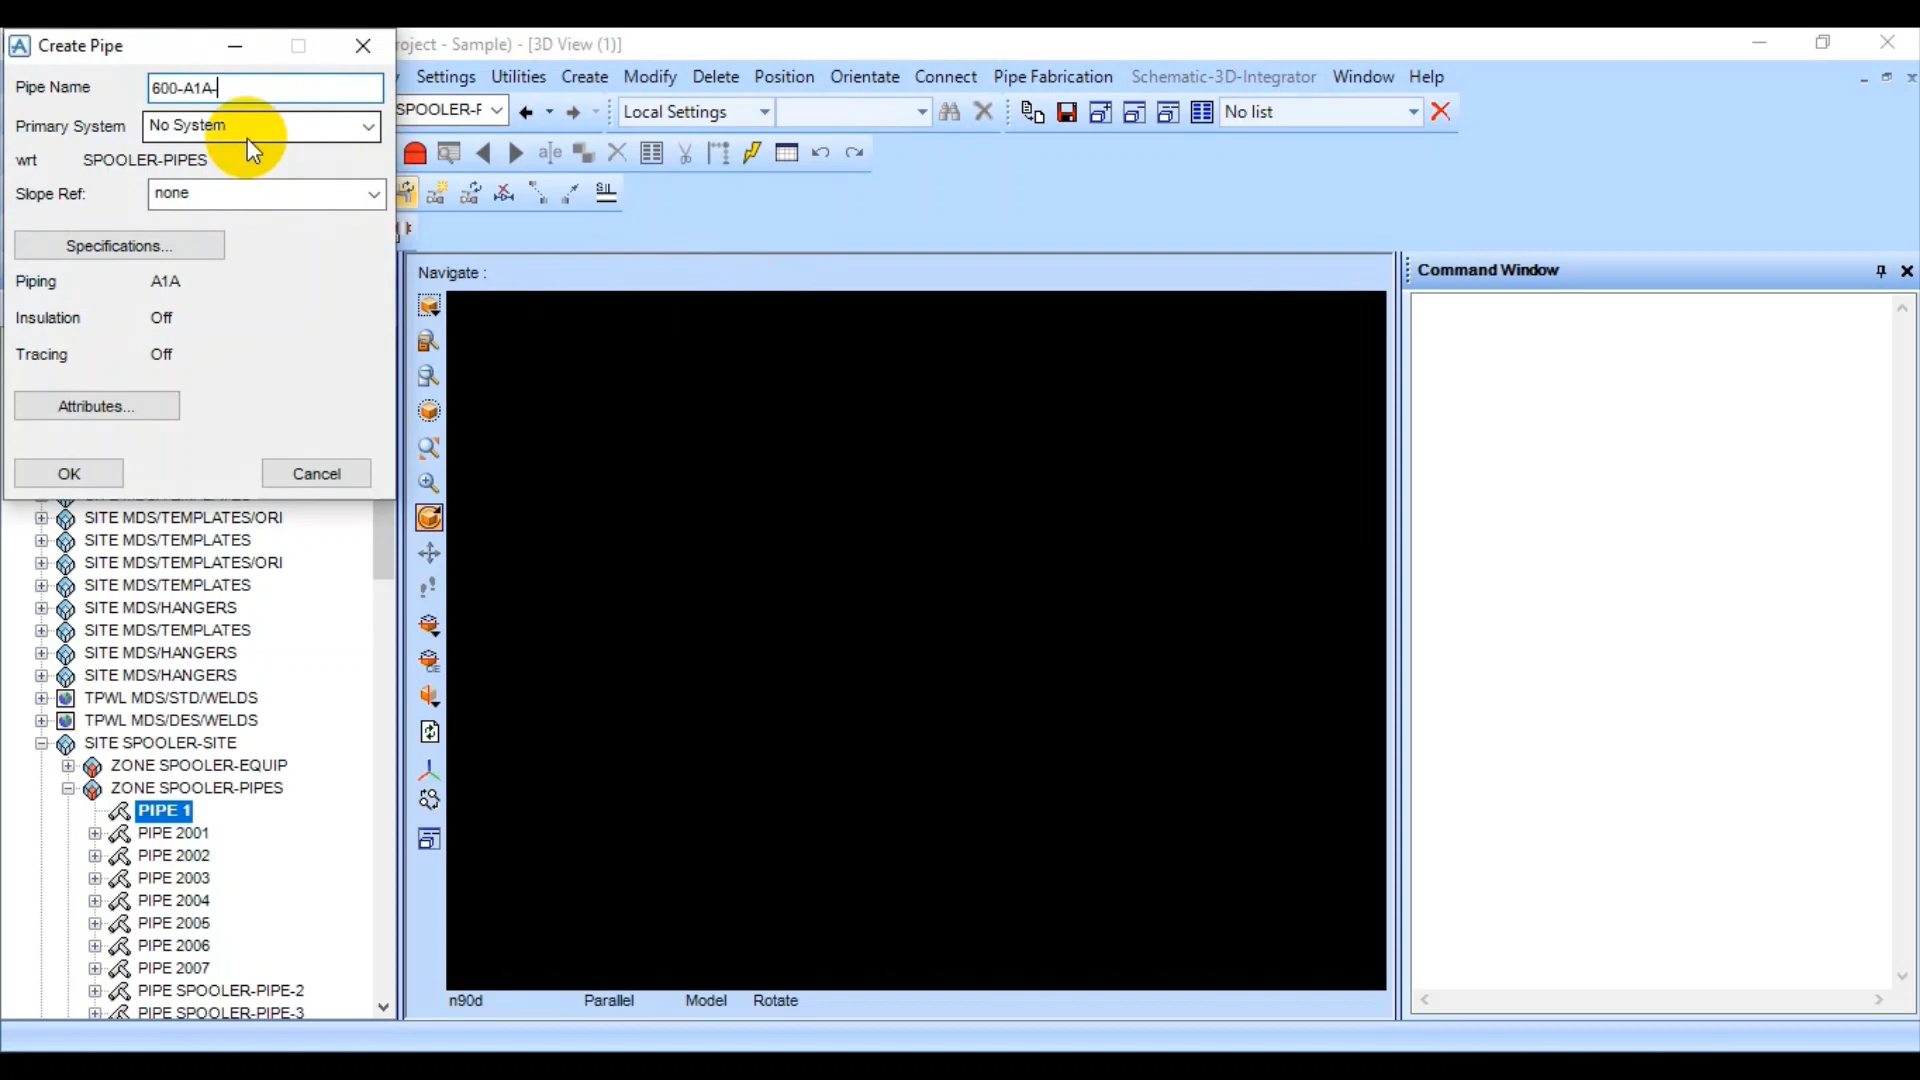 Create Pipe
roject - Sample) - [3D View (1)]
Settings Utilities Create Modify Delete Position Orientate Connect Pipe Fabrication Schematic-3D-Integrator Window Help
Pipe Name 600-A1A-
SPOOLER-F Local Settings No list
Primary System No System
wrt SPOOLER-PIPES
Slope Ref: none
Specifications...
Piping A1A
Insulation Off
Tracing Off
Attributes...
OK Cancel
Navigate :
Command Window
SITE MDS/TEMPLATES
SITE MDS/TEMPLATES/ORI
SITE MDS/TEMPLATES
SITE MDS/TEMPLATES/ORI
SITE MDS/TEMPLATES
SITE MDS/HANGERS
SITE MDS/TEMPLATES
SITE MDS/HANGERS
SITE MDS/HANGERS
TPWL MDS/STD/WELDS
TPWL MDS/DES/WELDS
SITE SPOOLER-SITE
ZONE SPOOLER-EQUIP
ZONE SPOOLER-PIPES
PIPE 1
PIPE 2001
PIPE 2002
PIPE 2003
PIPE 2004
PIPE 2005
PIPE 2006
PIPE 2007
PIPE SPOOLER-PIPE-2
PIPE SPOOLER-PIPE-3
n90d Parallel Model Rotate